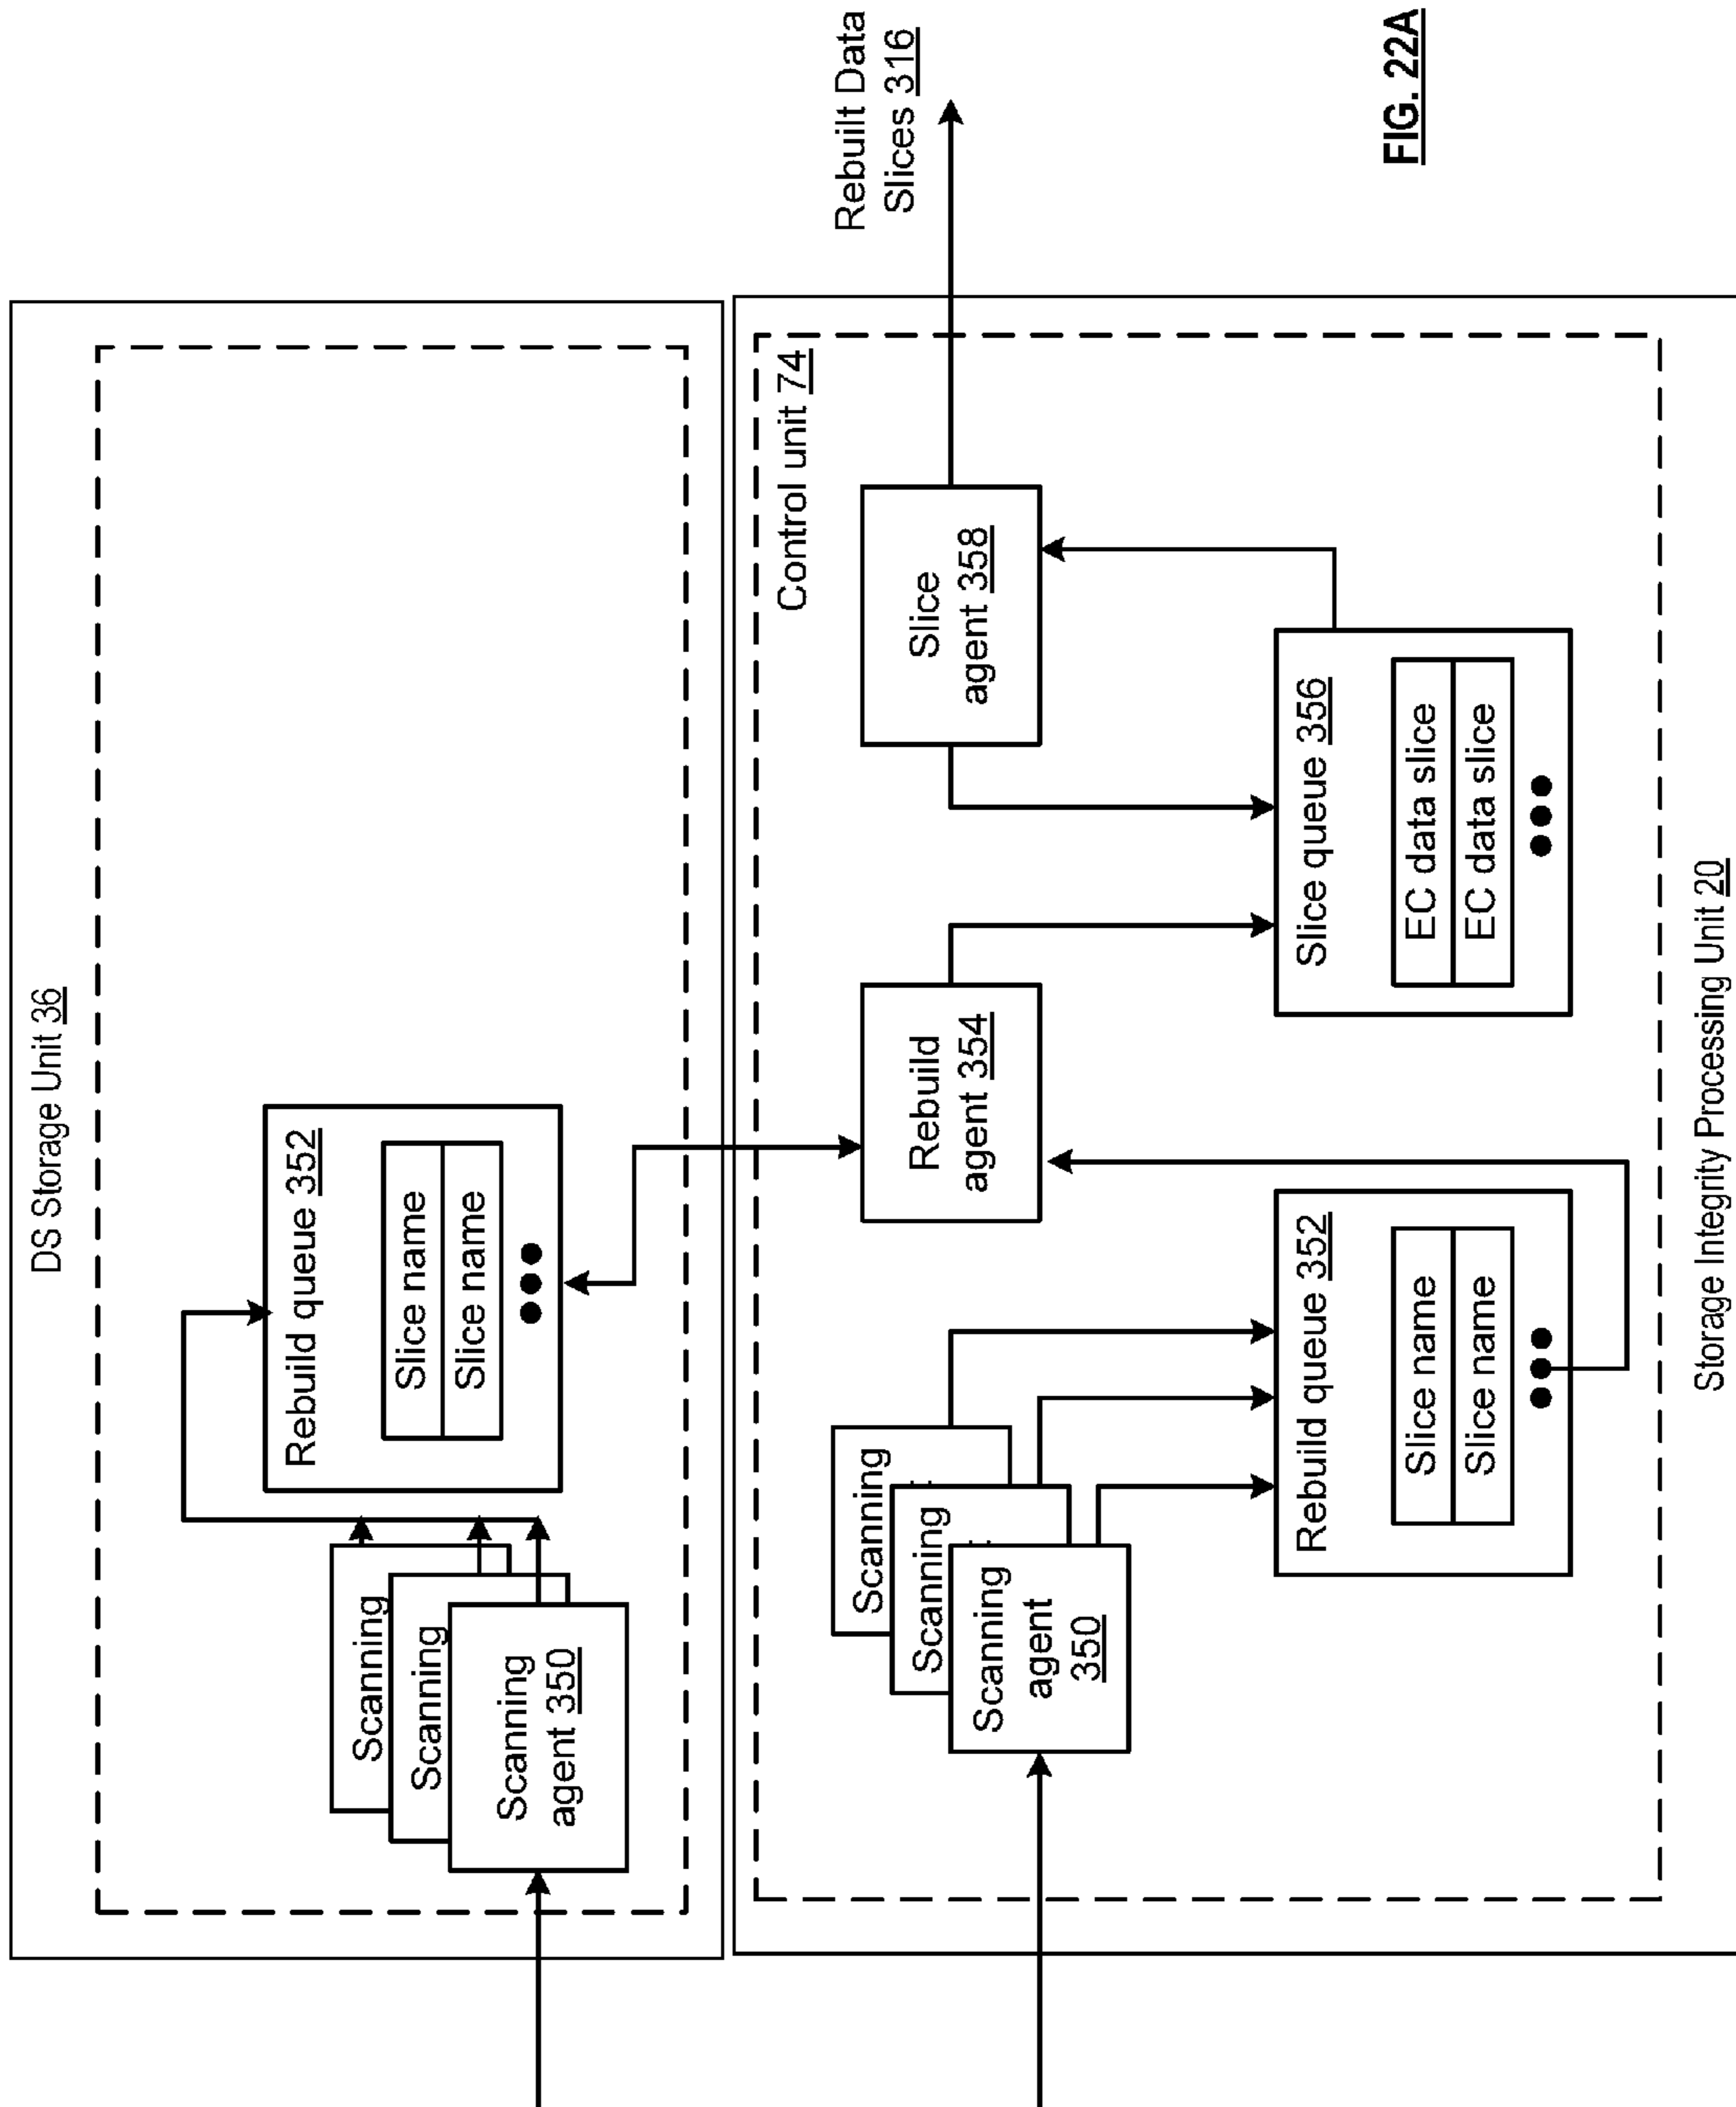 DS Storage Unit 36
Scanning
Scanning
Scanning
agent 350
Rebuild queue 352
Slice name
Slice name
Control unit 74
Scanning
Scanning
Scanning
agent
350
Rebuild queue 352
Slice name
Slice name
Rebuild
agent 354
Slice queue 356
EC data slice
EC data slice
Slice
agent 358
Rebuilt Data
Slices 316
Storage Integrity Processing Unit 20
FIG. 22A